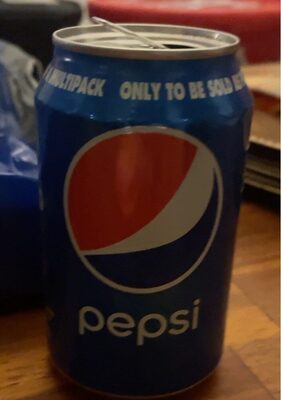 MULTIPACK ONLY TO BE SOLD
pepsi